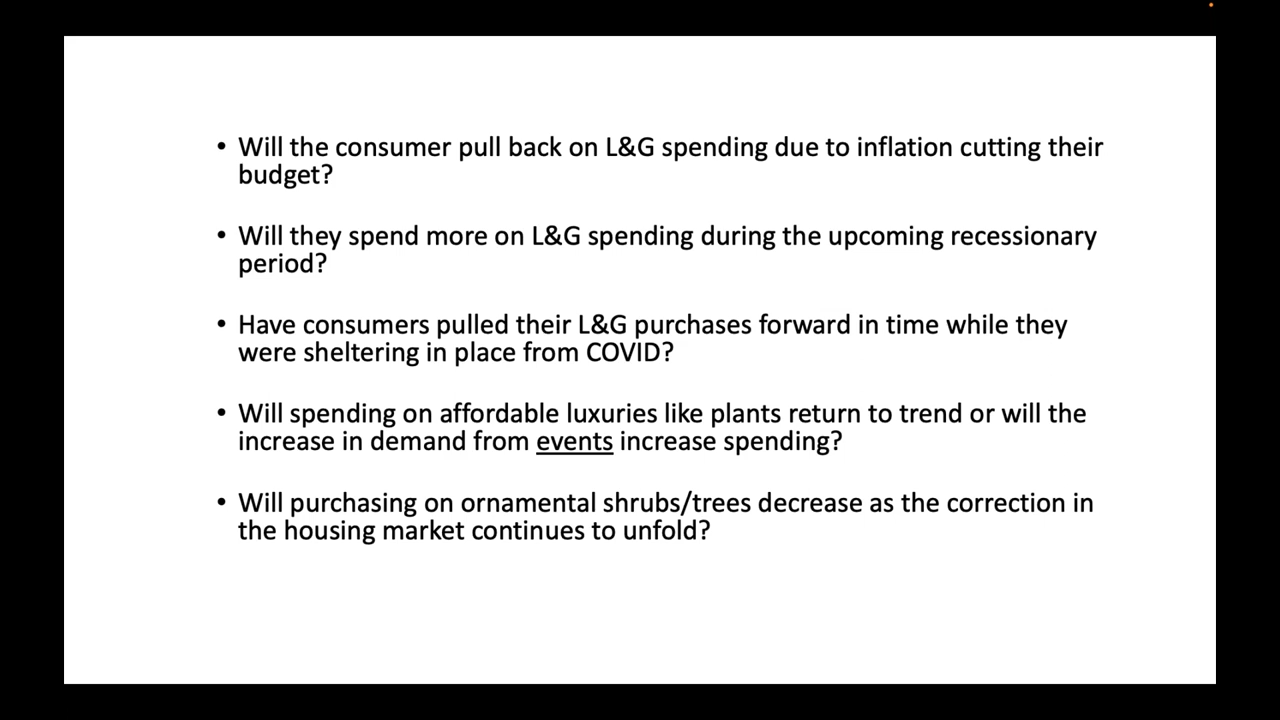 • Will the consumer pull back on L&G spending due to inflation cutting their
budget?
• Will they spend more on L&G spending during the upcoming recessionary
period?
• Have consumers pulled their L&G purchases forward in time while they
were sheltering in place from COVID?
• Will spending on affordable luxuries like plants return to trend or will the
increase in demand from events increase spending?
• Will purchasing on ornamental shrubs/trees decrease as the correction in
the housing market continues to unfold?